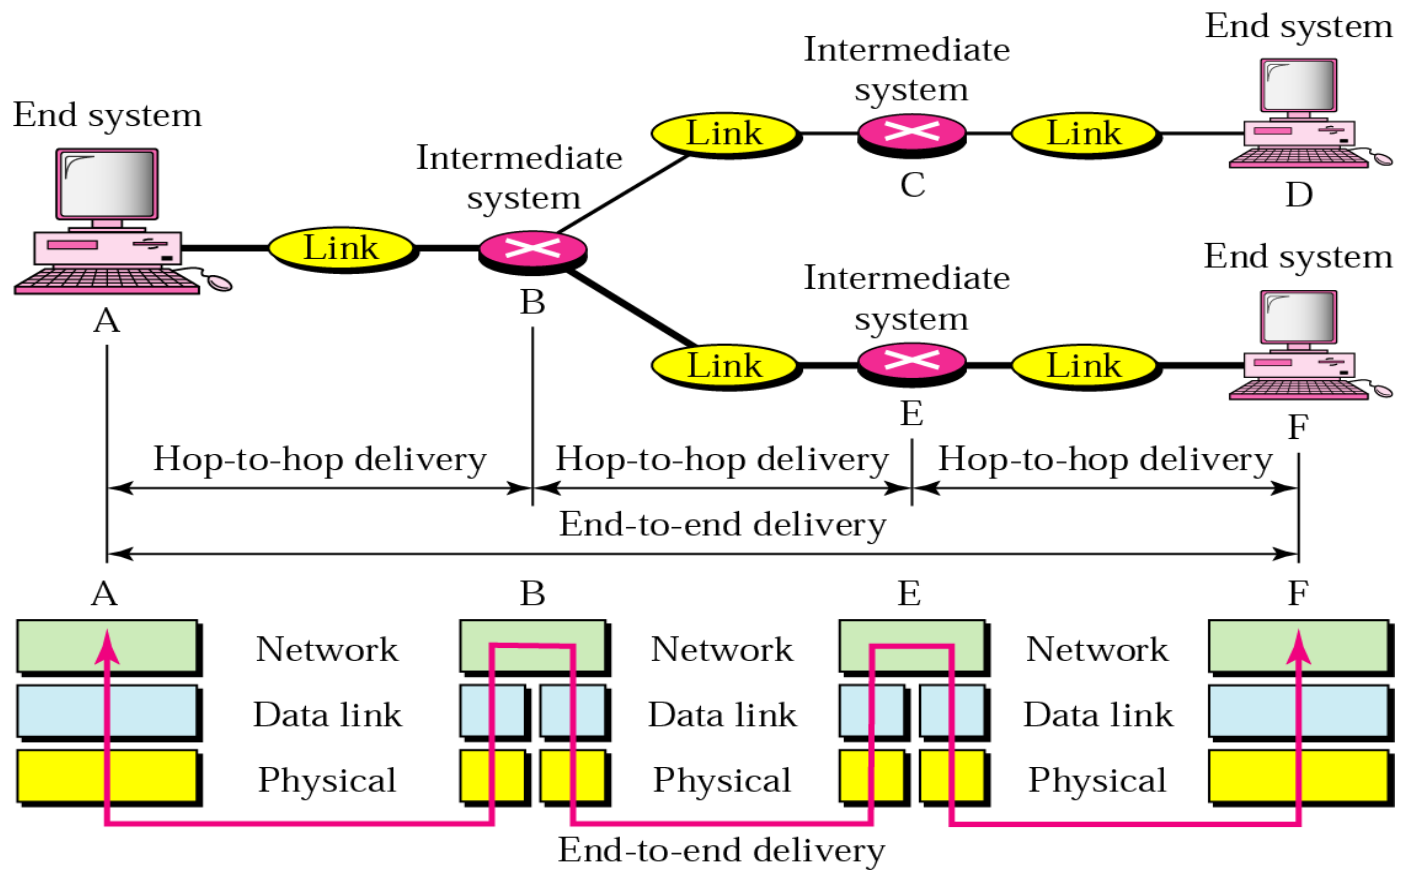 End system
Intermediate
system
End system
Link
Link
C
D
Intermediate
system
Link
B
A
End system
Intermediate
system
Link
Link
E
F
Hop-to-hop delivery
Hop-to-hop delivery
Hop-to-hop delivery
End-to-end delivery
A
B
E
F
Network
Network
Network
Data link
Data link
Data link
Physical
Physical
Physical
End-to-end delivery